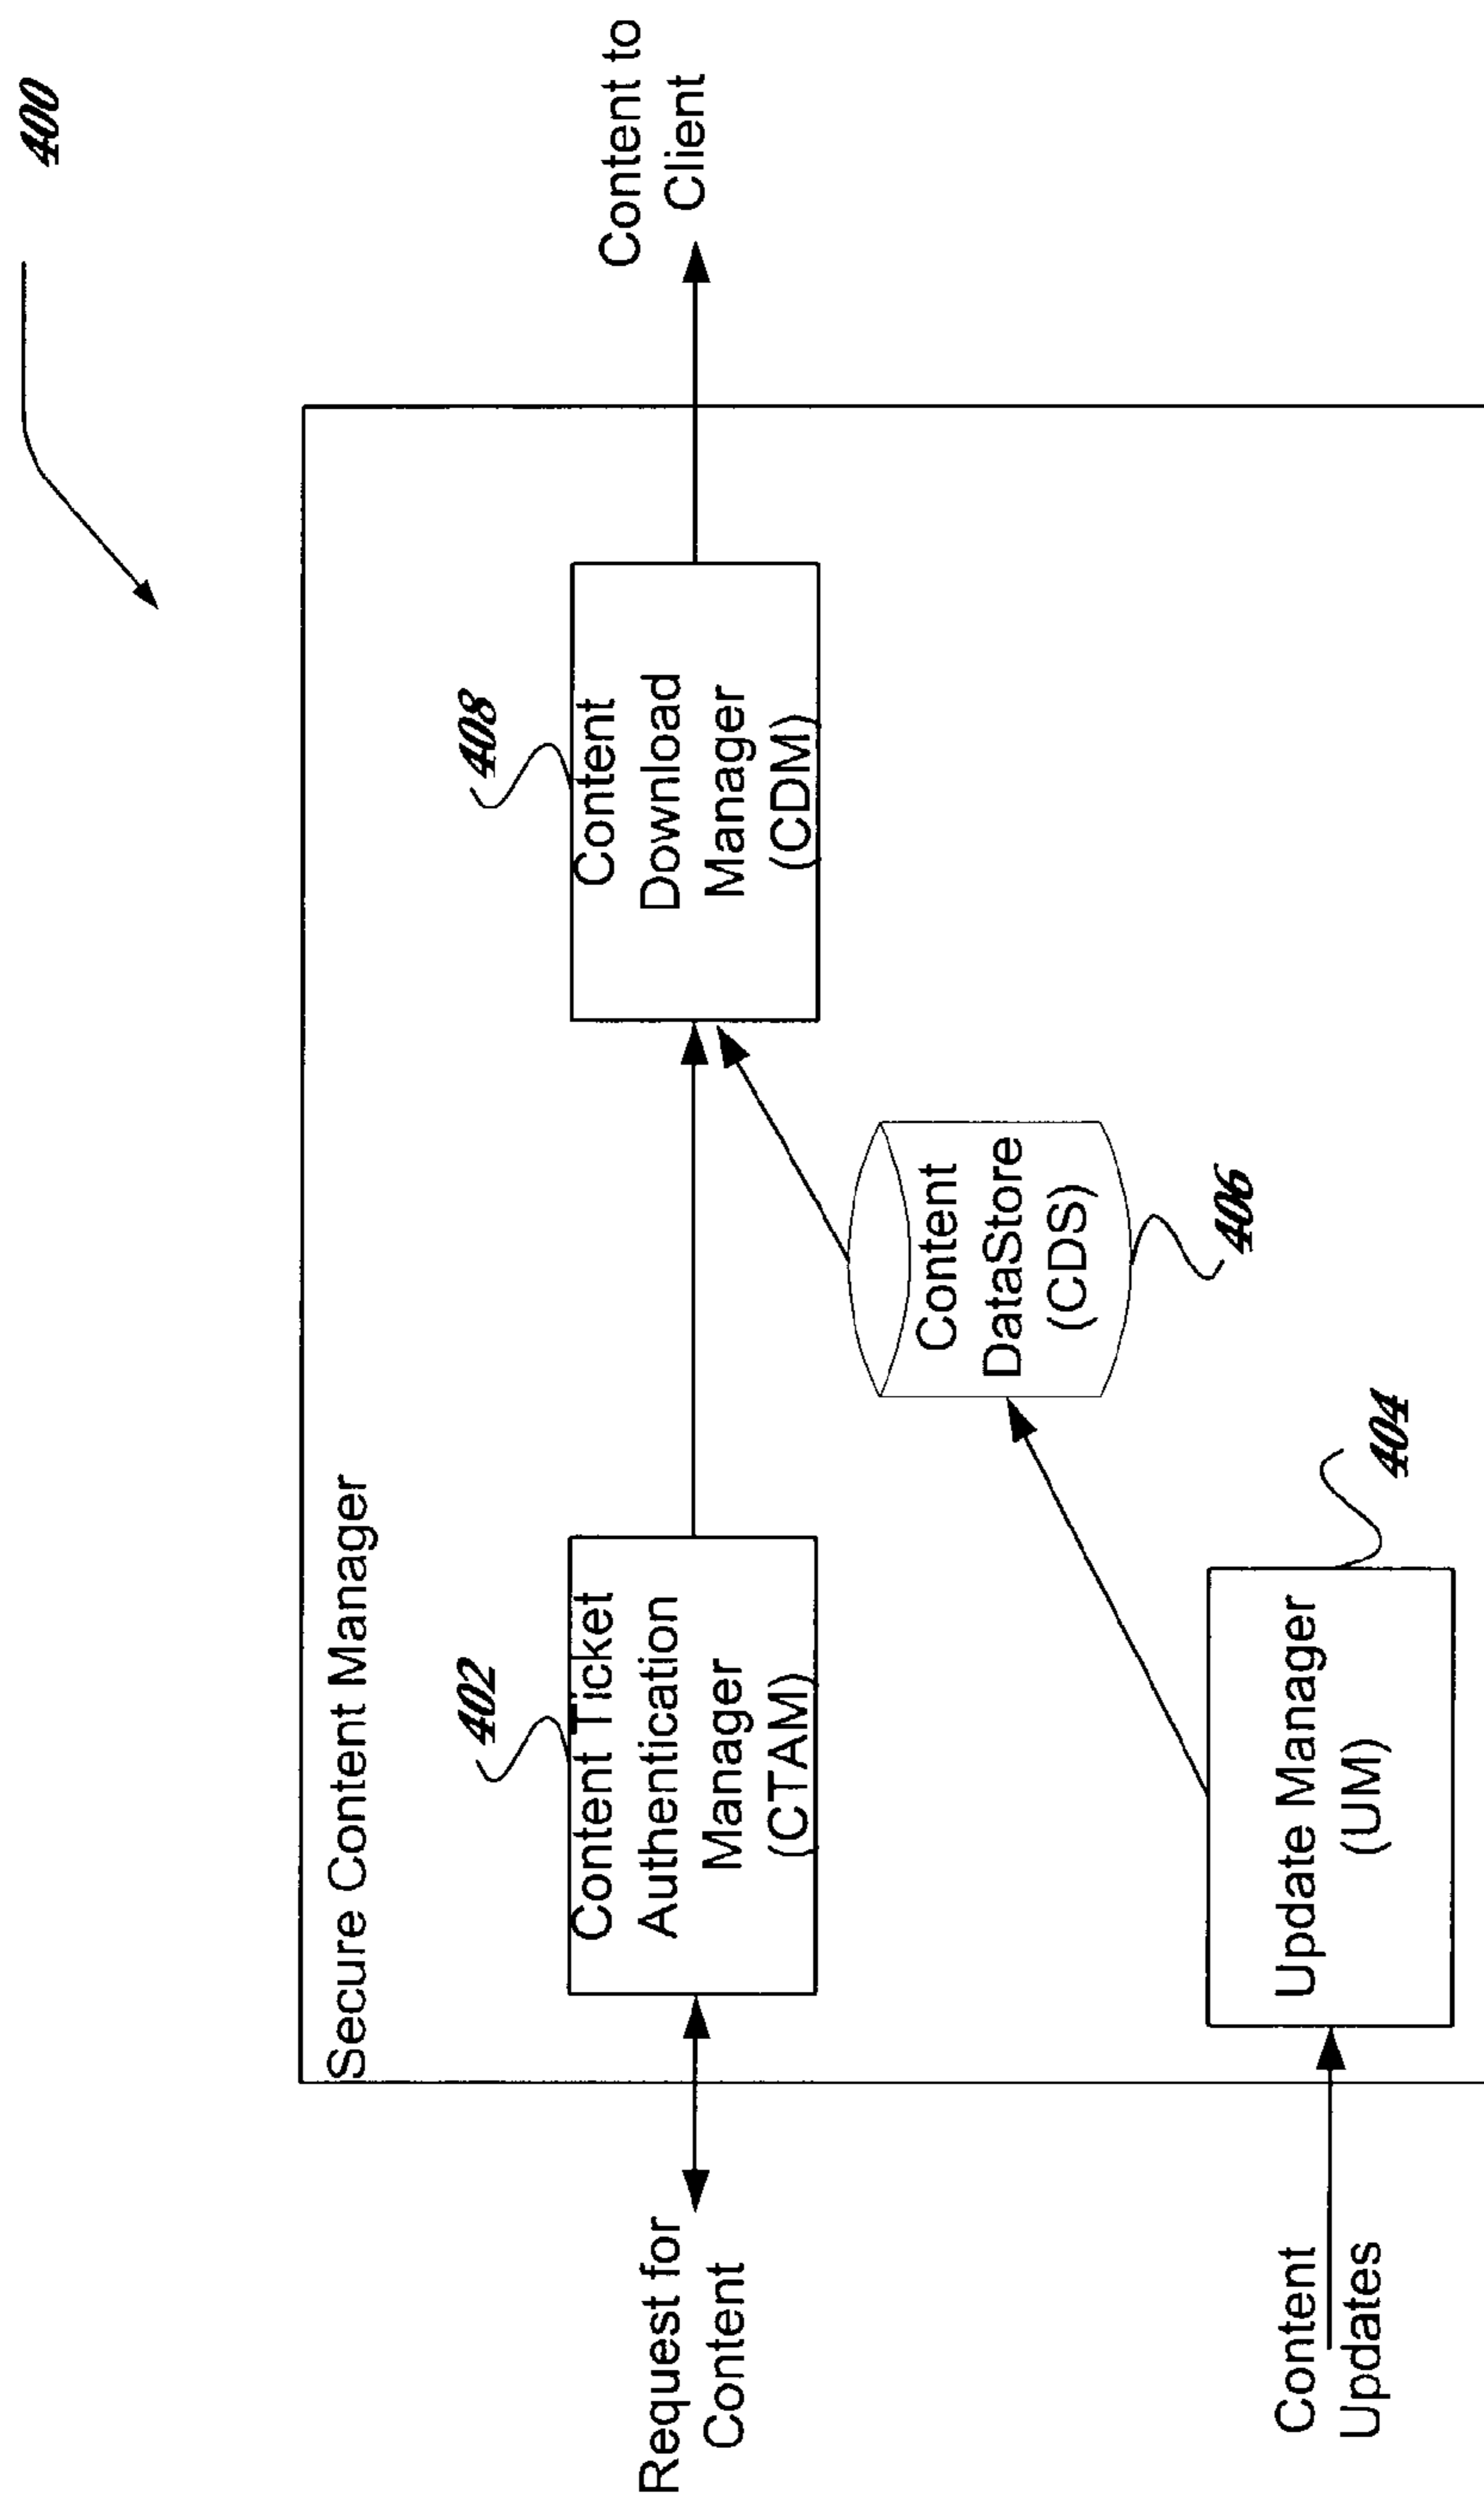 400
Secure Content Manager
Request for
Content
402
Content Ticket
Authentication
Manager
(CTAM)
408
Content
Download
Manager
(CDM)
Content to
Client
Content
DataStore
(CDS)
406
Content
Updates
Update Manager
(UM)
404